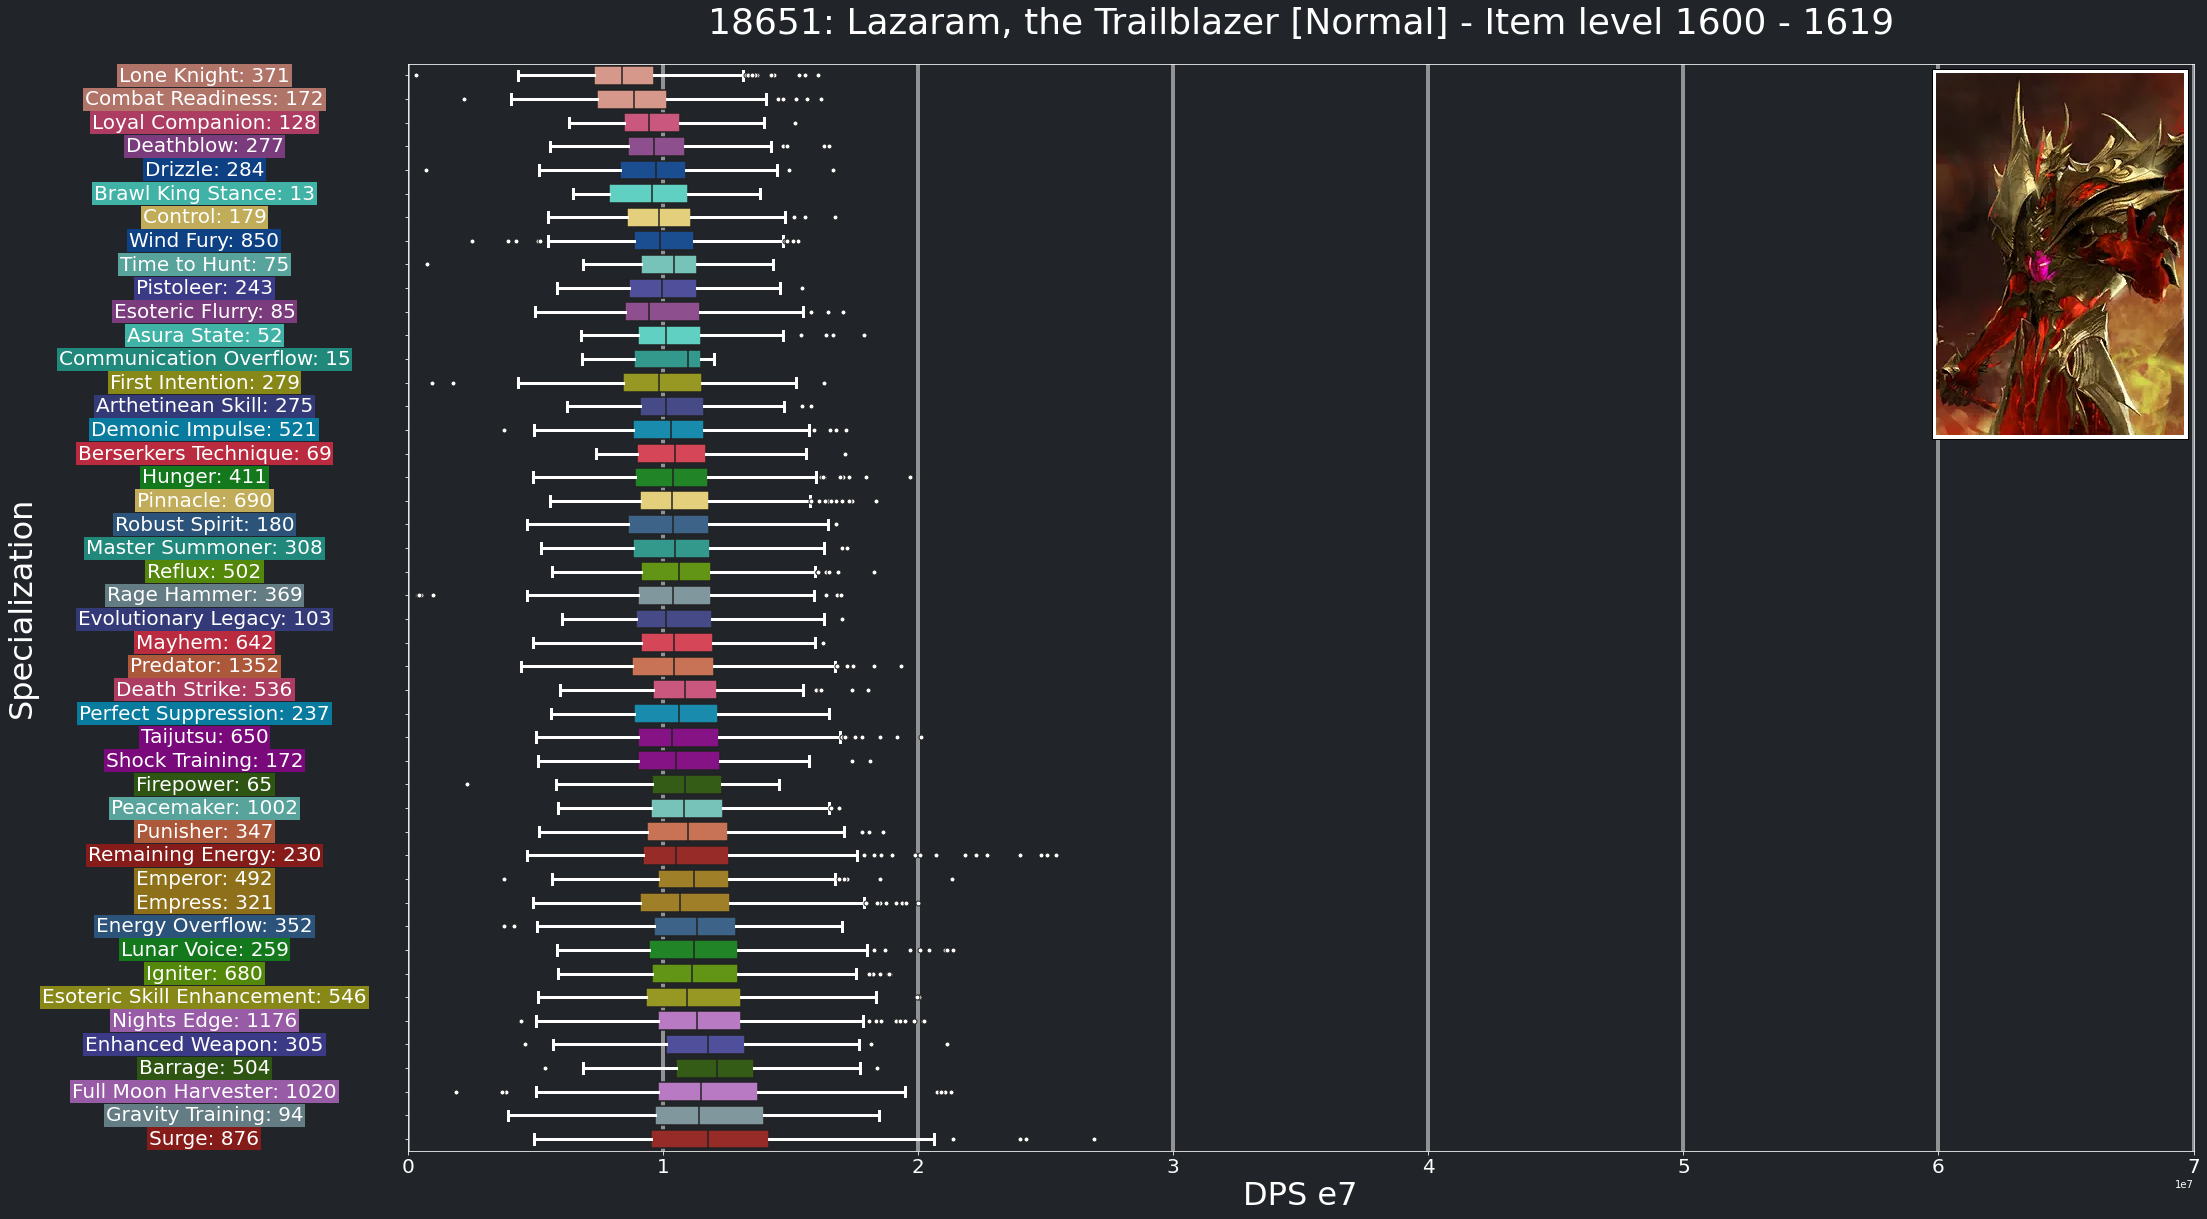 18651: Lazaram, the Trailblazer [Normal] - Item level 1600 - 1619
Specialization
Lone Knight: 371
Combat Readiness: 172
Loyal Companion: 128
Deathblow: 277
Drizzle: 284
Brawl King Stance: 13
Control: 179
Wind Fury: 850
Time to Hunt: 75
Pistoleer: 243
Esoteric Flurry: 85
Asura State: 52
Communication Overflow: 15
First Intention: 279
Arthetinean Skill: 275
Demonic Impulse: 521
Berserkers Technique: 69
Hunger: 411
Pinnacle: 690
Robust Spirit: 180
Master Summoner: 308
Reflux: 502
Rage Hammer: 369
Evolutionary Legacy: 103
Mayhem: 642
Predator: 1352
Death Strike: 536
Perfect Suppression: 237
Taijutsu: 650
Shock Training: 172
Firepower: 65
Peacemaker: 1002
Punisher: 347
Remaining Energy: 230
Emperor: 492
Empress: 321
Energy Overflow: 352
Lunar Voice: 259
Igniter: 680
Esoteric Skill Enhancement: 546
Nights Edge: 1176
Enhanced Weapon: 305
Barrage: 504
Full Moon Harvester: 1020
Gravity Training: 94
Surge: 876
0 1 2 3 4 5 6 7
1e7
DPS e7